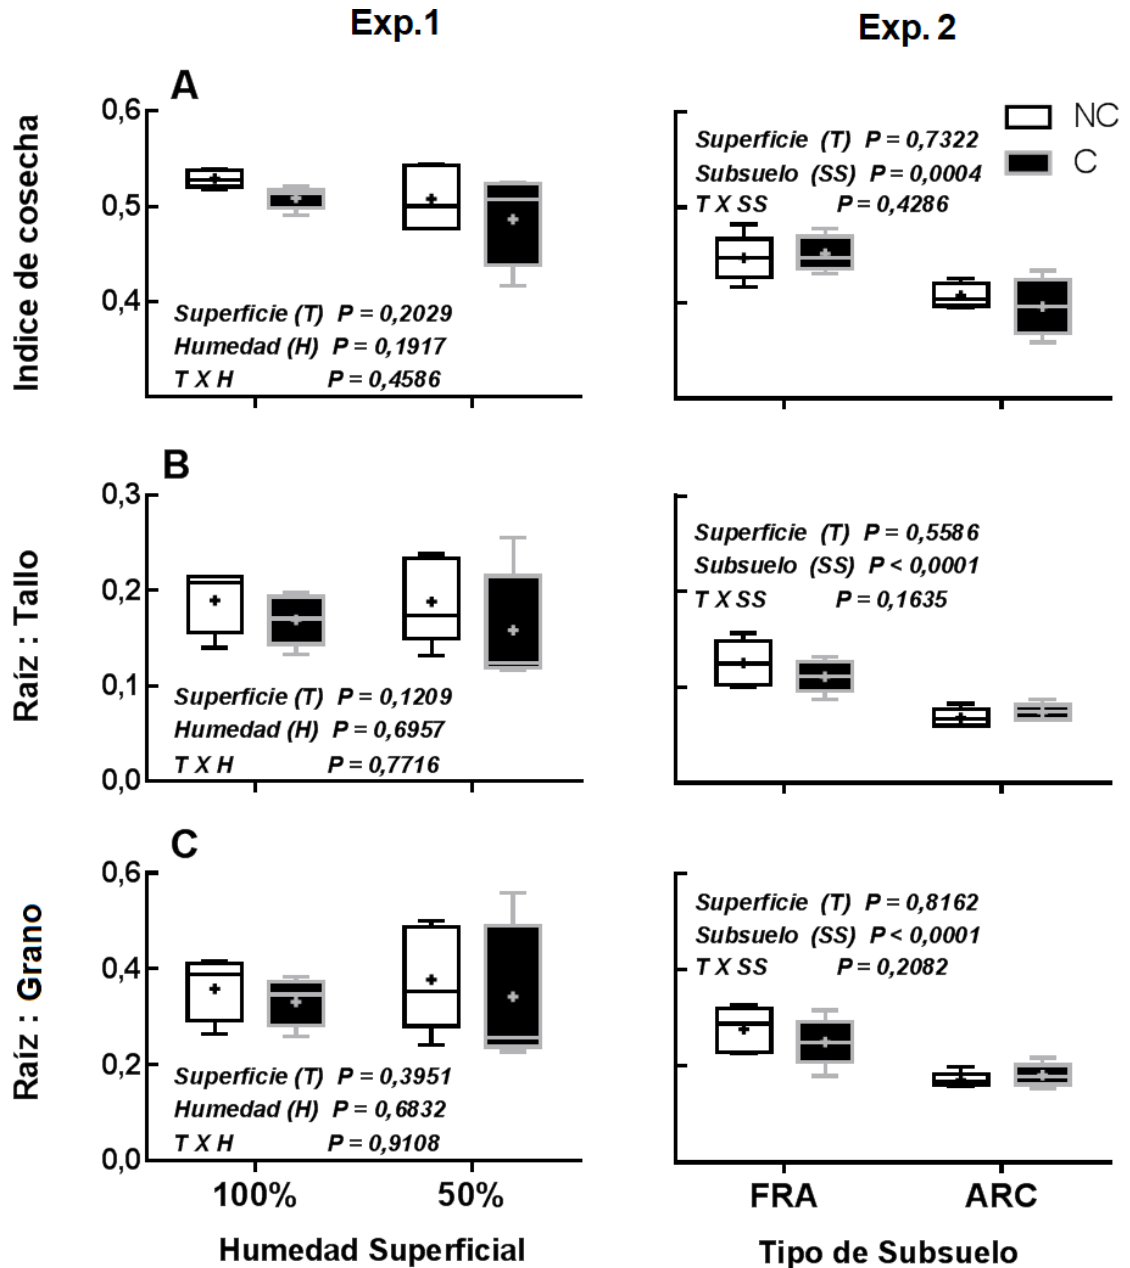 Exp.1
Exp. 2
A
Indice de cosecha
0,6
0,5
0,4
Superficie (T) P = 0,2029
Humedad (H) P = 0,1917
T X H P = 0,4586
Superficie (T) P = 0,7322
Subsuelo (SS) P = 0,0004
T X SS P = 0,4286
NC
C
B
Raíz : Tallo
0,3
0,2
0,1
0,0
Superficie (T) P = 0,1209
Humedad (H) P = 0,6957
T X H P = 0,7716
Superficie (T) P = 0,5586
Subsuelo (SS) P < 0,0001
T X SS P = 0,1635
C
Raíz : Grano
0,6
0,4
0,2
0,0
Superficie (T) P = 0,3951
Humedad (H) P = 0,6832
T X H P = 0,9108
Superficie (T) P = 0,8162
Subsuelo (SS) P < 0,0001
T X SS P = 0,2082
100% 50%
Humedad Superficial
FRA ARC
Tipo de Subsuelo